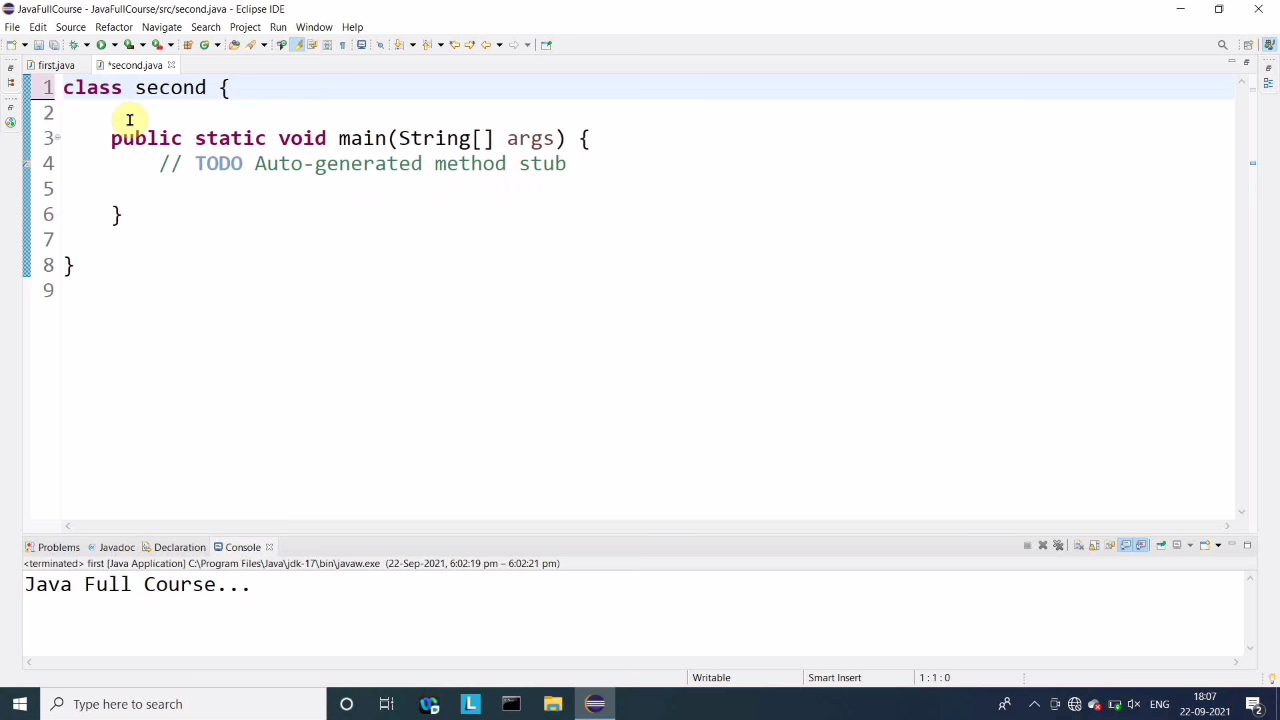 JavaFullCourse - JavaFullCourse/src/second.java - Eclipse IDE
File Edit Source Refactor Navigate Search Project Run Window Help
first.java *second.java
1 class second {
2
3 public static void main(String[] args) {
4 // TODO Auto-generated method stub
5
6 }
7
8 }
9
Problems Javadoc Declaration Console
<terminated> first [Java Application] C:\Program Files\Java\jdk-17\bin\javaw.exe (22-Sep-2021, 6:02:19 pm – 6:02:21 pm)
Java Full Course...
Writable Smart Insert 1 : 1 : 0
Type here to search L ENG 18:07
22-09-2021 2